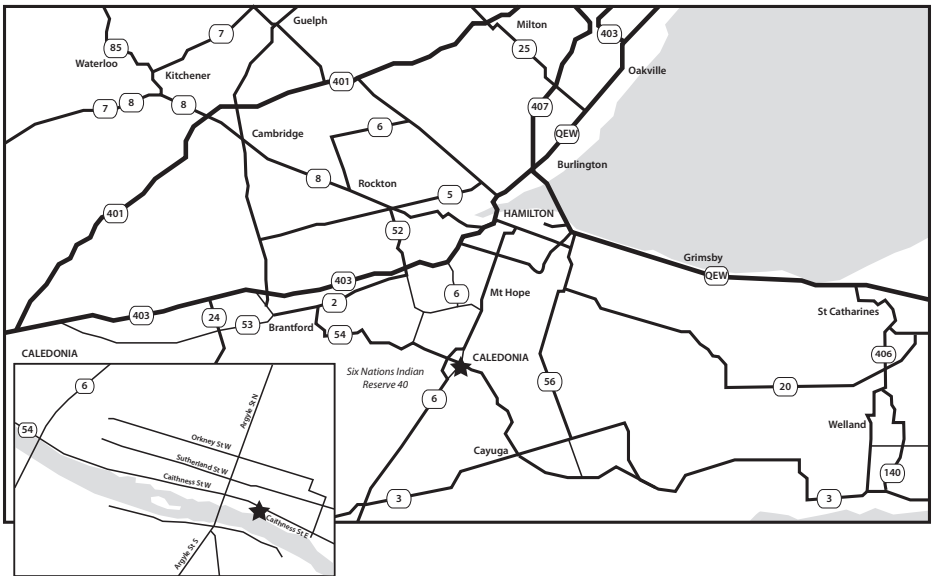 Guelph
7
Milton
403
85
25
Waterloo
Oakville
Kitchener
401
7
8
8
407
6
QEW
Cambridge
Burlington
8
Rockton
5
401
HAMILTON
52
Grimsby
QEW
403
6
Mt Hope
2
403
24
53
Brantford
St Catharines
54
406
CALEDONIA
CALEDONIA
Six Nations Indian
Reserve 40
56
20
6
6
Argyle St N
Welland
54
Orkney St W
Cayuga
Sutherland St W
140
Caithness St W
3
3
Caithness St E
Argyle St S